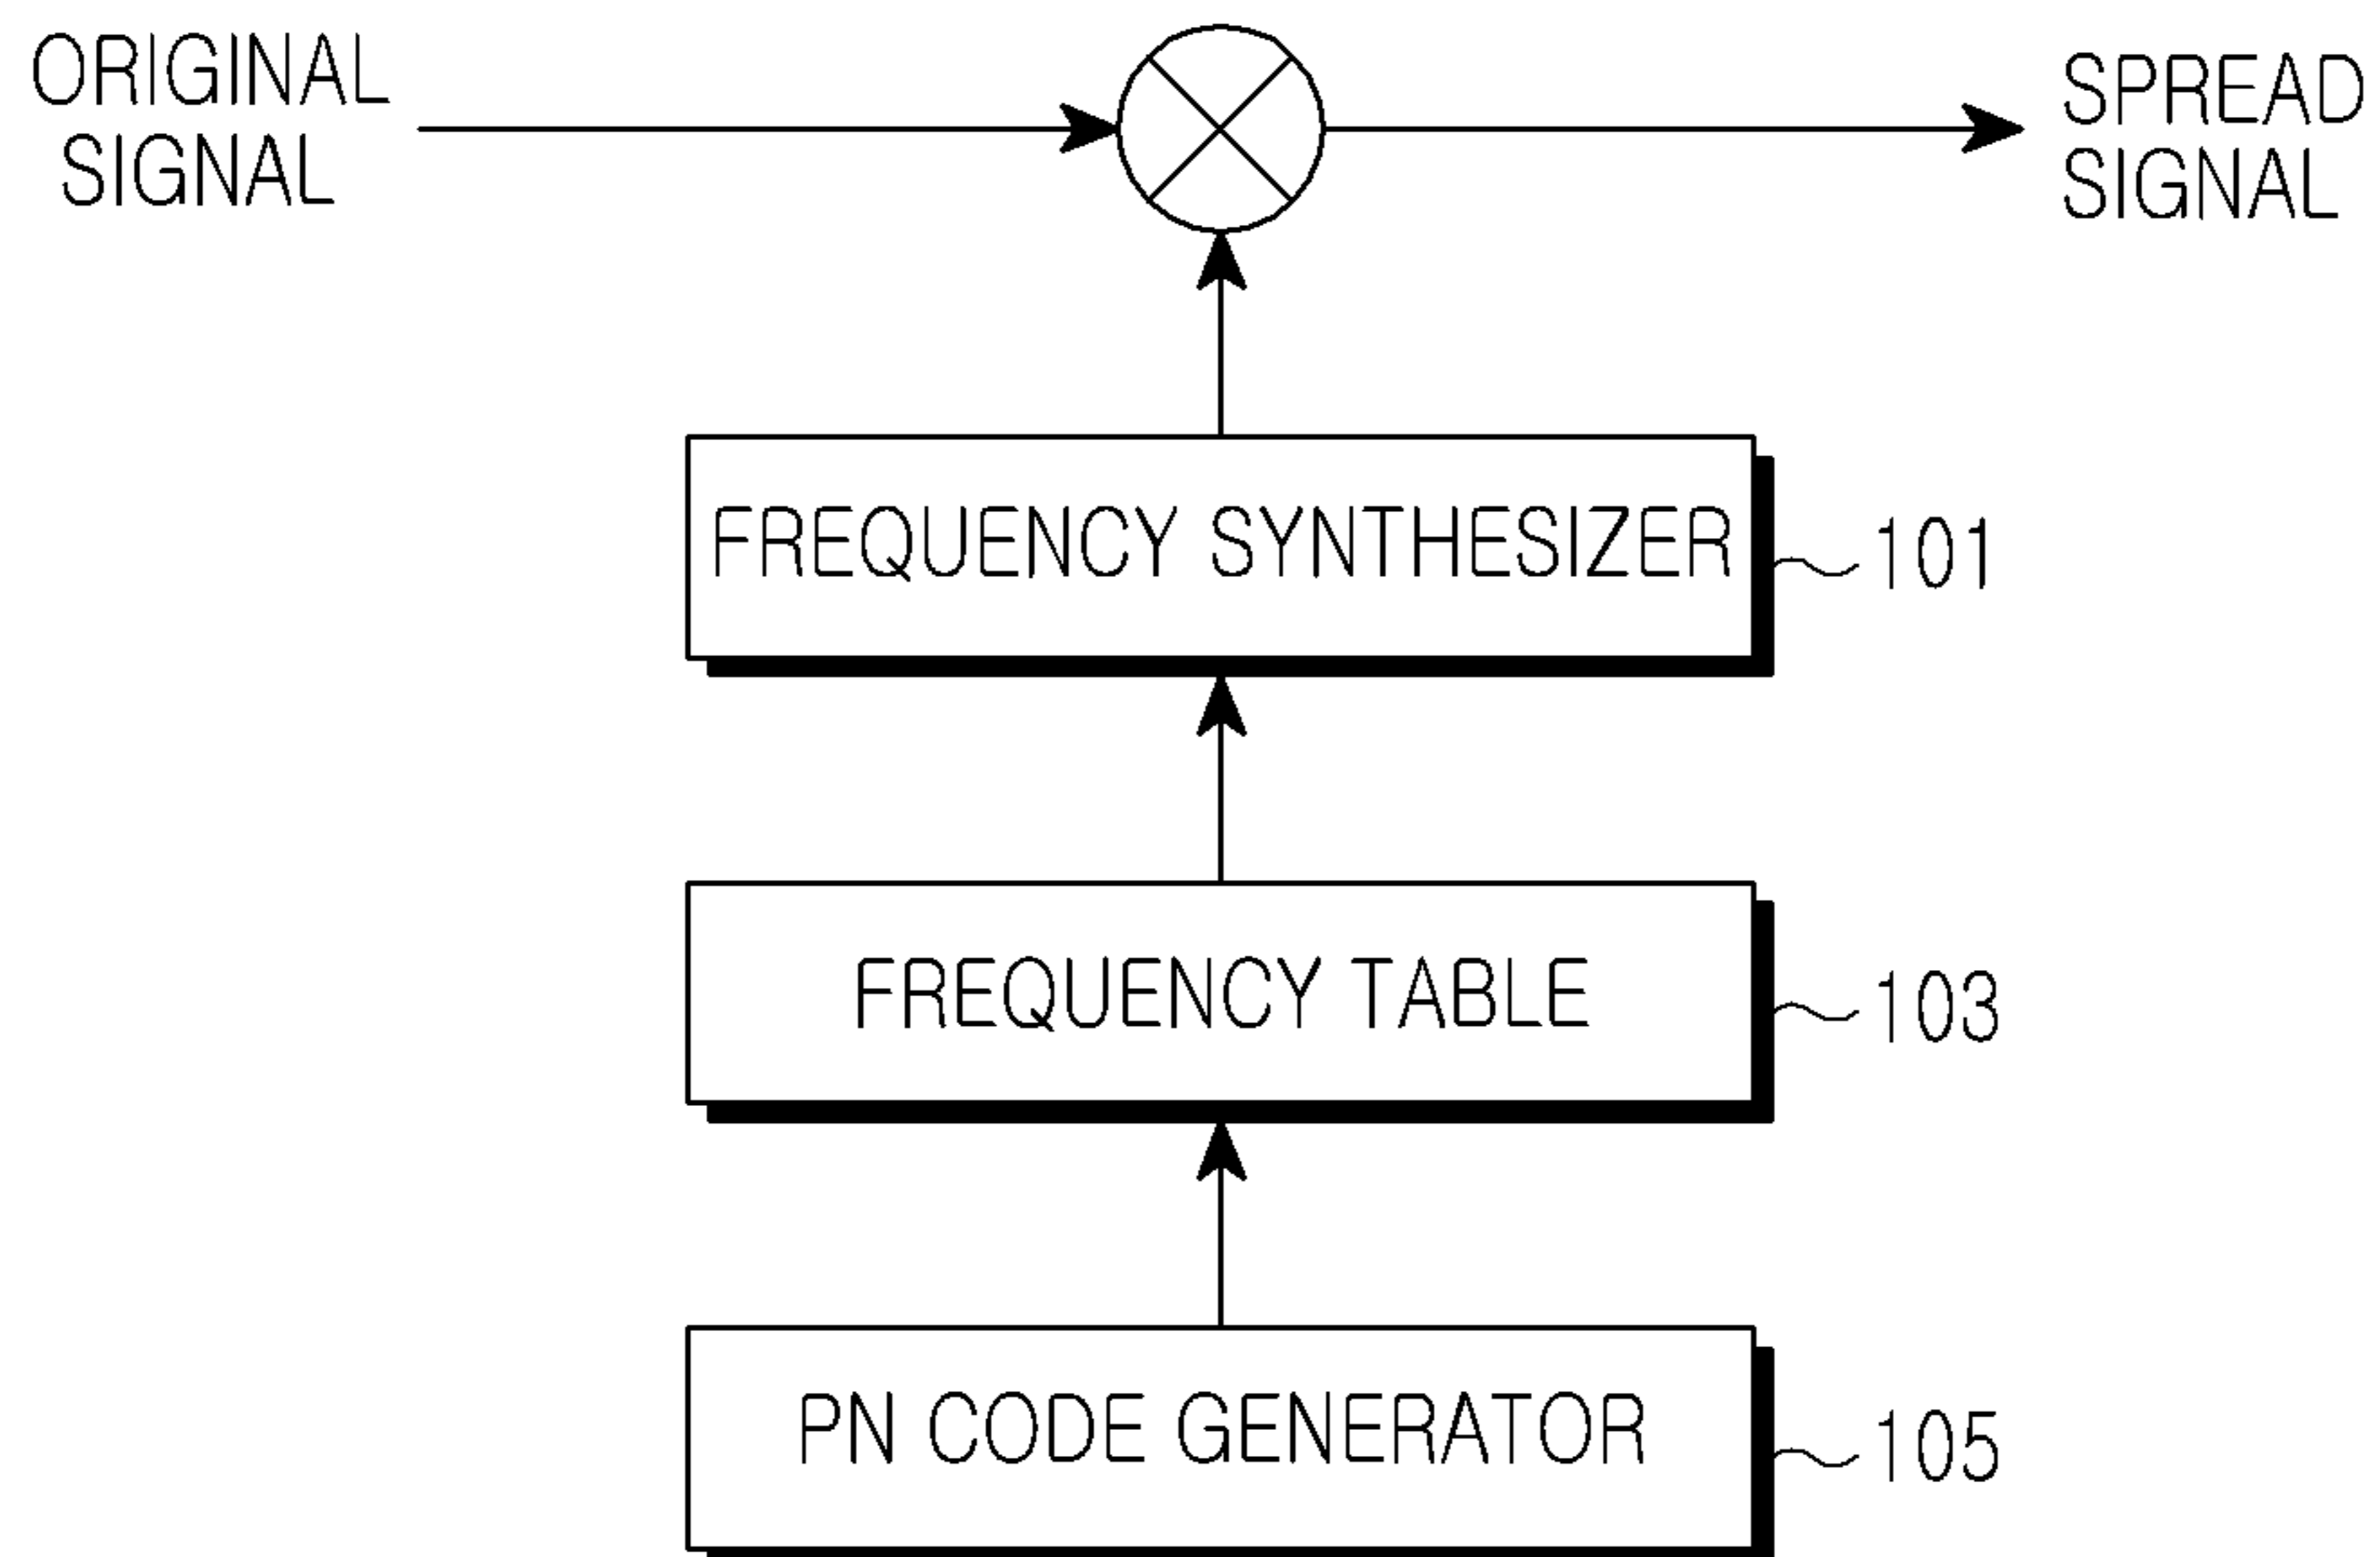 ORIGINAL
SIGNAL
SPREAD
SIGNAL
FREQUENCY SYNTHESIZER
101
FREQUENCY TABLE
103
PN CODE GENERATOR
105